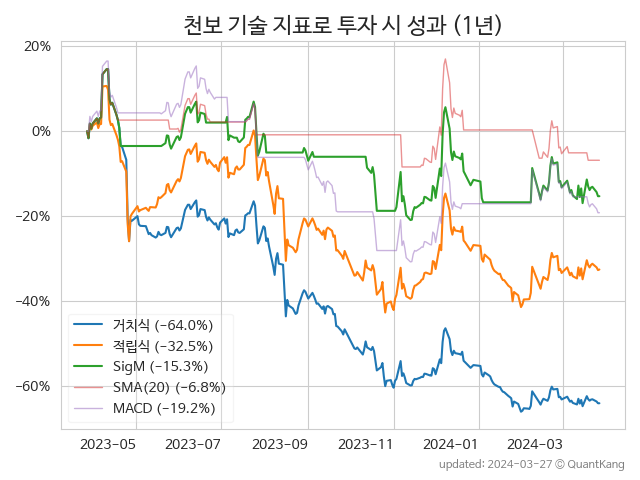 천보 기술 지표로 투자 시 성과 (1년)
20%
0%
−20%
−40%
−60%
거치식 (−64.0%)
적립식 (−32.5%)
SigM (−15.3%)
SMA(20) (−6.8%)
MACD (−19.2%)
2023-05 2023-07 2023-09 2023-11 2024-01 2024-03
updated: 2024-03-27 © QuantKang